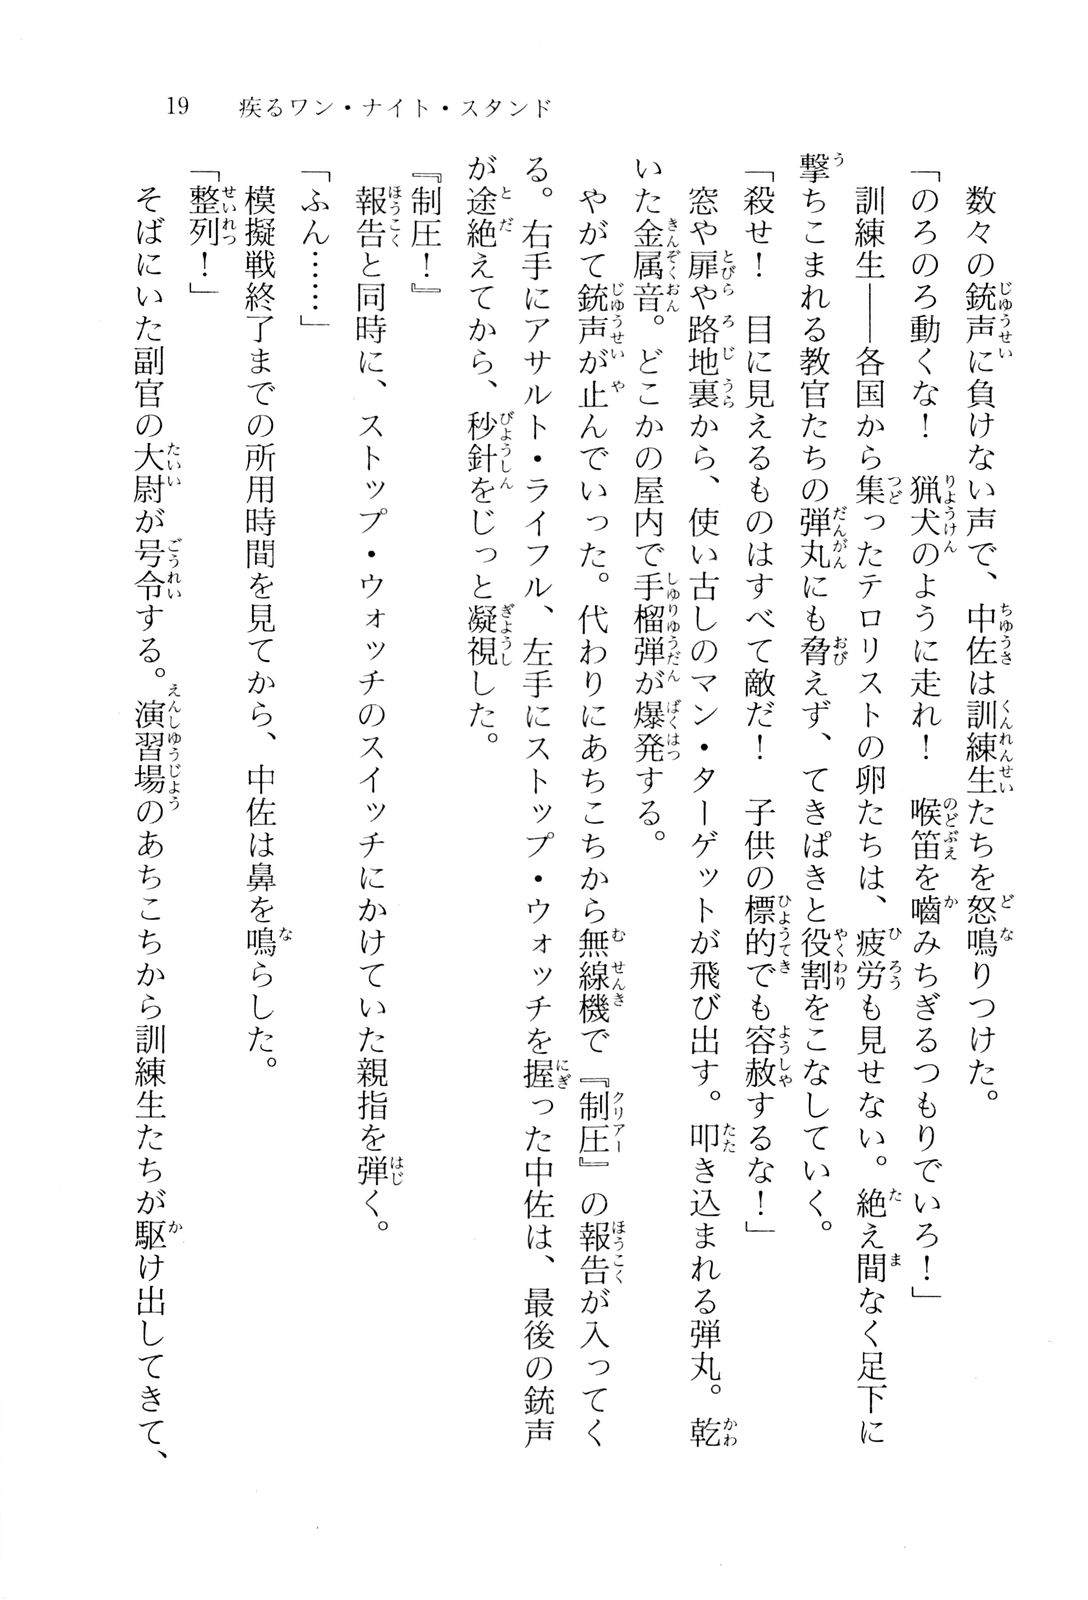 19　疾るワン・ナイト・スタンド
　数々の銃声に負けない声で、中佐は訓練生たちを怒鳴りつけた。
「のろのろ動くな！　猟犬のように走れ！　喉笛を嚙みちぎるつもりでいろ！」
　訓練生――各国から集ったテロリストの卵たちは、疲労も見せない。絶え間なく足下に
撃ちこまれる教官たちの弾丸にも脅えず、てきぱきと役割をこなしていく。
「殺せ！　目に見えるものはすべて敵だ！　子供の標的でも容赦するな！」
　窓や扉や路地裏から、使い古しのマン・ターゲットが飛び出す。叩き込まれる弾丸。乾
いた金属音。どこかの屋内で手榴弾が爆発する。
　やがて銃声が止んでいった。代わりにあちこちから無線機で『制圧』の報告が入ってく
る。右手にアサルト・ライフル、左手にストップ・ウォッチを握った中佐は、最後の銃声
が途絶えてから、秒針をじっと凝視した。
『制圧！』
　報告と同時に、ストップ・ウォッチのスイッチにかけていた親指を弾く。
「ふん……」
　模擬戦終了までの所用時間を見てから、中佐は鼻を鳴らした。
「整列！」
　そばにいた副官の大尉が号令する。演習場のあちこちから訓練生たちが駆け出してきて、